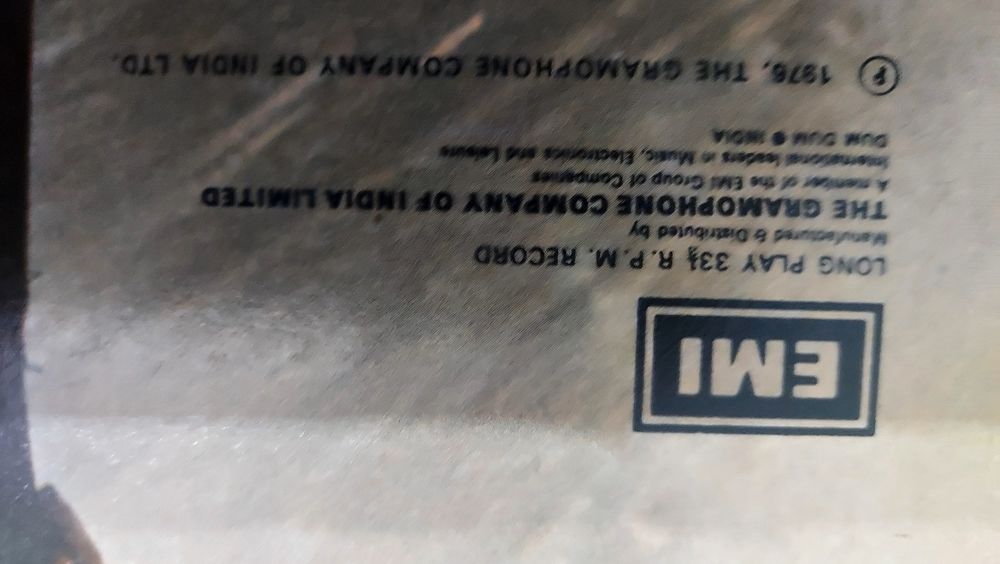 EMI
LONG PLAY 33⅓ R.P.M. RECORD
Manufactured & Distributed by
THE GRAMOPHONE COMPANY OF INDIA LIMITED
A member of the EMI Group of Companies
International leaders in Music, Electronics and Leisure
DUM DUM ● INDIA
Ⓟ 1976, THE GRAMOPHONE COMPANY OF INDIA LTD.